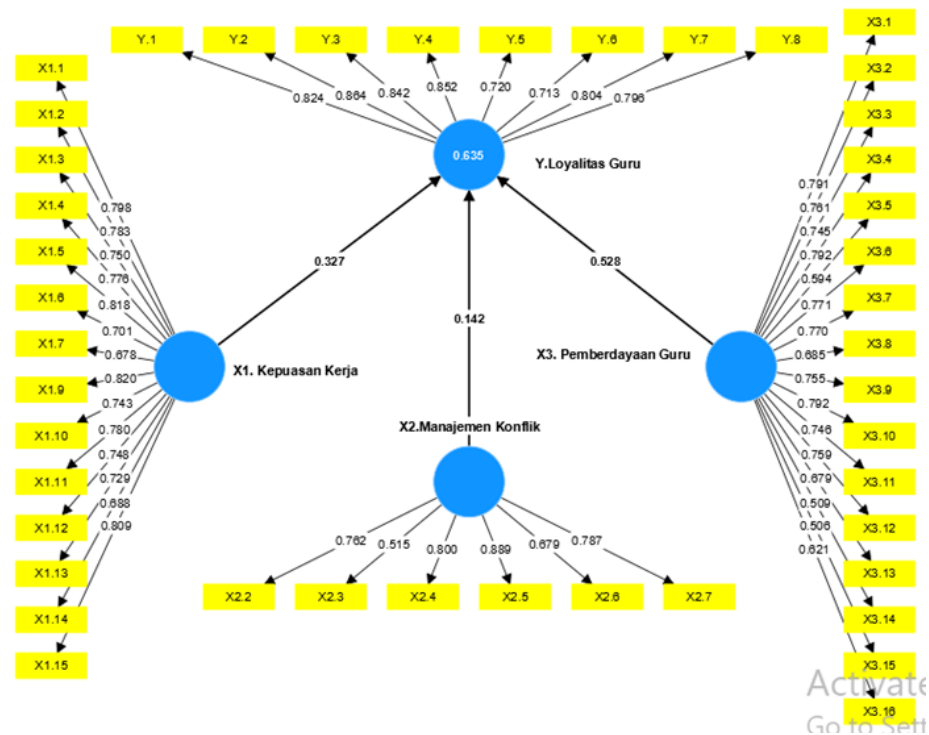 X3.1
Y.1 Y.2 Y.3 Y.4 Y.5 Y.6 Y.7 Y.8
X1.1
X3.2
0.824 0.864 0.842 0.852 0.720 0.713 0.804 0.796
X1.2
X3.3
X1.3
X3.4
0.635
Y.Loyalitas Guru
X1.4
X3.5
X1.5
X3.6
X1.6
X3.7
X1.7
X3.8
X1.9
X3.9
X1.10
X3.10
X1.11
X3.11
X1.12
X3.12
X1.13
X3.13
X1.14
X3.14
X1.15
X3.15
X3.16
0.798
0.783
0.750
0.776
0.818
0.701
0.678
0.820
0.743
0.780
0.748
0.729
0.688
0.809
0.327
0.142
0.528
X1. Kepuasan Kerja
X3. Pemberdayaan Guru
X2.Manajemen Konflik
0.791
0.761
0.745
0.792
0.594
0.771
0.770
0.685
0.755
0.792
0.746
0.759
0.679
0.509
0.506
0.621
0.762 0.515 0.800 0.889 0.679 0.787
X2.2 X2.3 X2.4 X2.5 X2.6 X2.7
Activate
Go to Sett